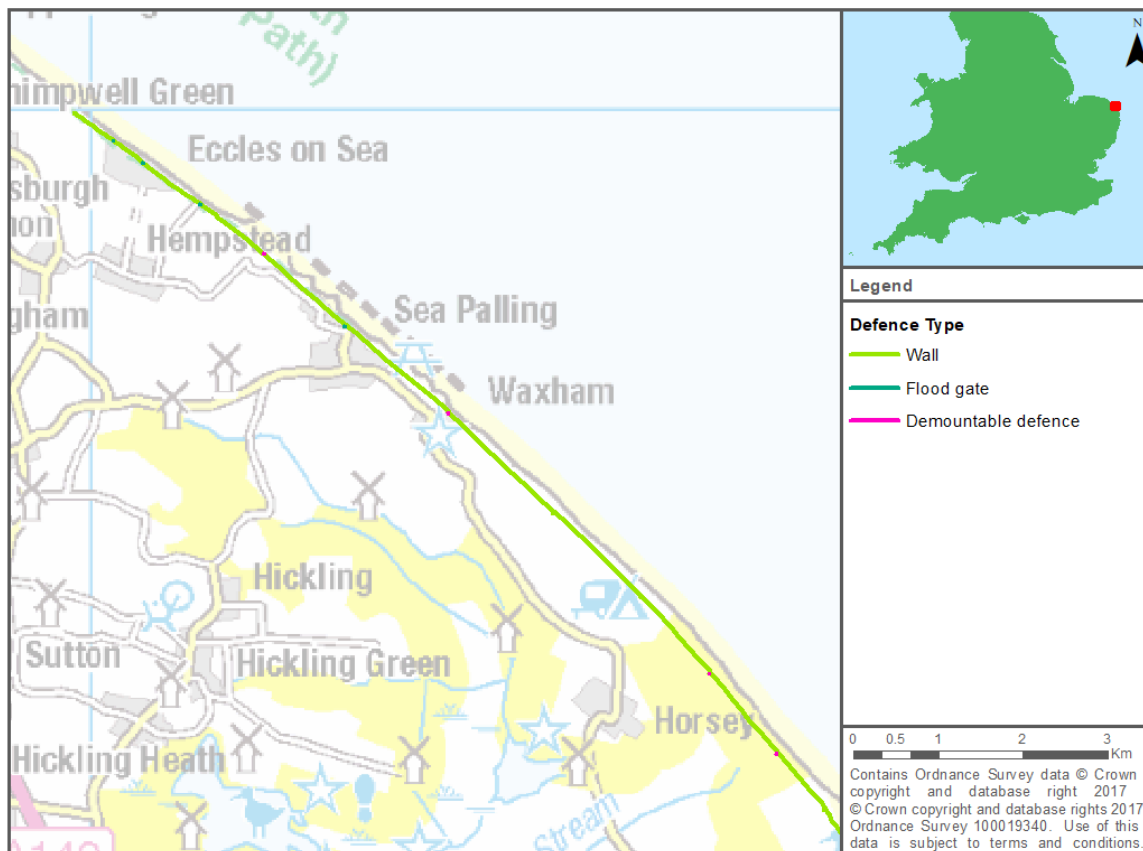 Path)
himpwell Green
Eccles on Sea
sburgh
Hempstead
gham
Sea Palling
Waxham
Hickling
Sutton
Hickling Green
Horsey
Hickling Heath
Stream
N
Legend
Defence Type
Wall
Flood gate
Demountable defence
0 0.5 1 2 3
Km
Contains Ordnance Survey data © Crown
copyright and database right 2017
© Crown copyright and database rights 2017
Ordnance Survey 100019340. Use of this
data is subject to terms and conditions.